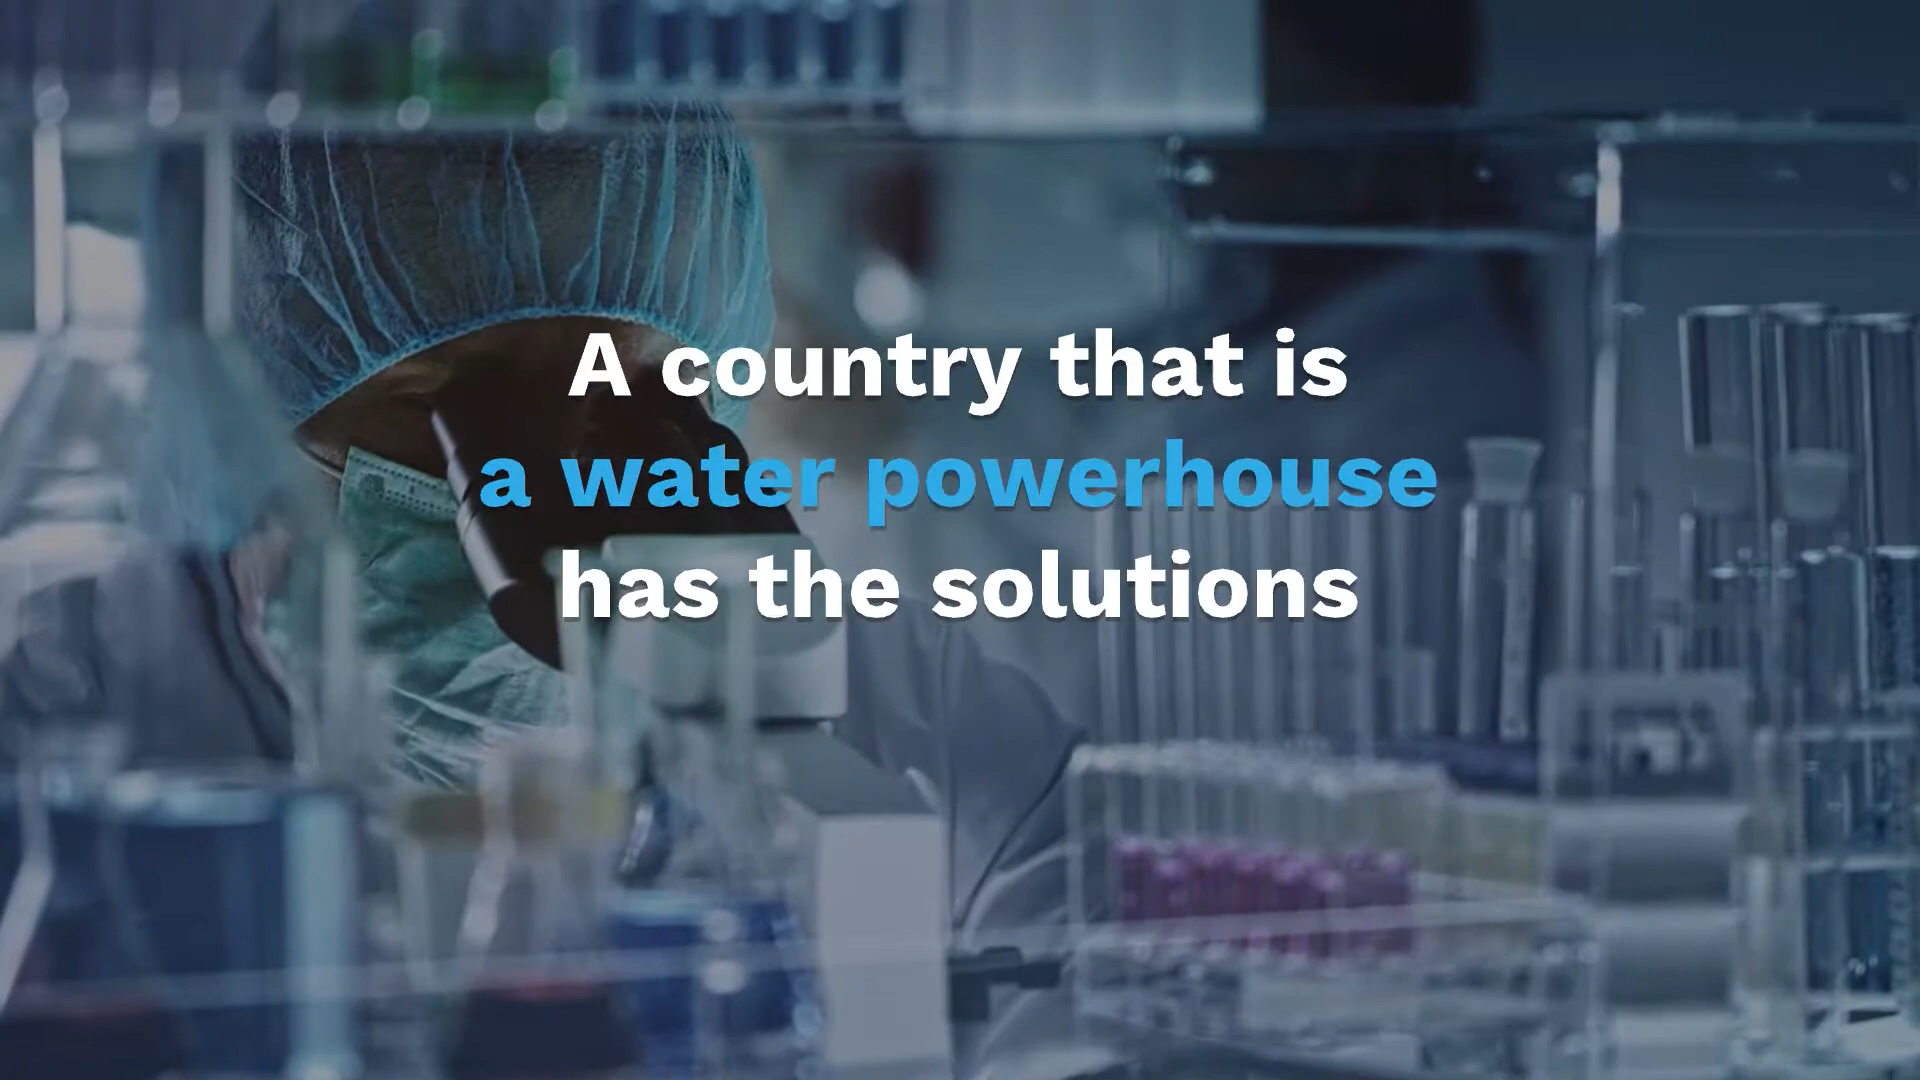 A country that is
a water powerhouse
has the solutions